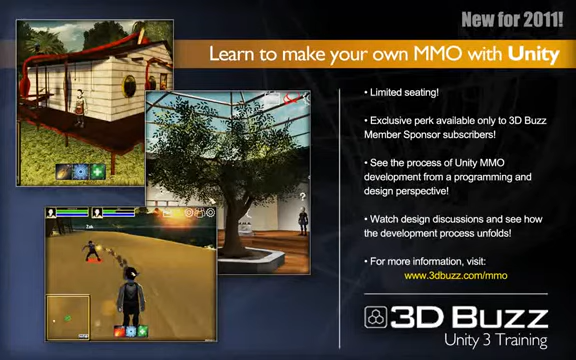 New for 2011!
Learn to make your own MMO with Unity
• Limited seating!
• Exclusive perk available only to 3D Buzz
Member Sponsor subscribers!
• See the process of Unity MMO
development from a programming and
design perspective!
• Watch design discussions and see how
the development process unfolds!
• For more information, visit:
www.3dbuzz.com/mmo
3D BUZZ
Unity 3 Training